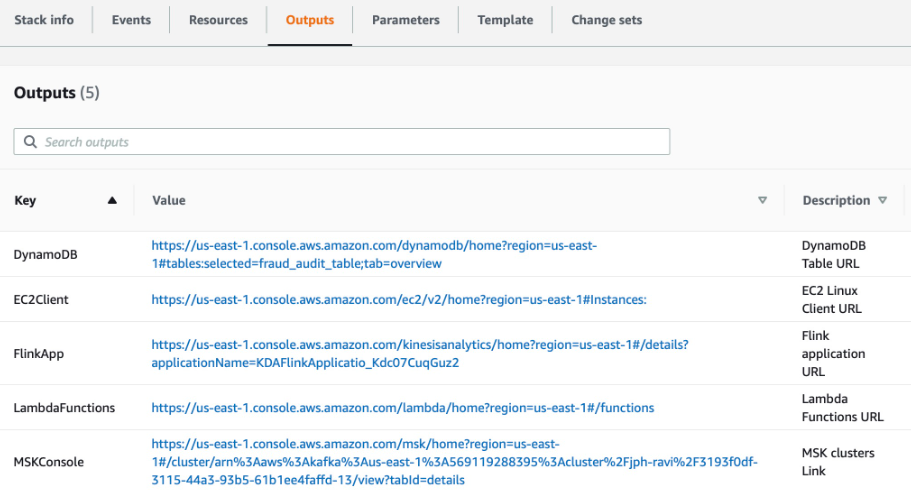 Stack info Events Resources Outputs Parameters Template Change sets
Outputs (5)
Search outputs
Key Value Description
DynamoDB
https://us-east-1.console.aws.amazon.com/dynamodb/home?region=us-east-
1#tables:selected=fraud_audit_table;tab=overview
DynamoDB
Table URL
EC2Client
https://us-east-1.console.aws.amazon.com/ec2/v2/home?region=us-east-1#Instances:
EC2 Linux
Client URL
FlinkApp
https://us-east-1.console.aws.amazon.com/kinesisanalytics/home?region=us-east-1#/details?
applicationName=KDAFlinkApplicatio_Kdc07CuqGuz2
Flink
application
URL
LambdaFunctions
https://us-east-1.console.aws.amazon.com/lambda/home?region=us-east-1#/functions
Lambda
Functions URL
MSKConsole
https://us-east-1.console.aws.amazon.com/msk/home?region=us-east-
1#/cluster/arn%3Aaws%3Akafka%3Aus-east-1%3A569119288395%3Acluster%2Fjph-ravi%2F3193f0df-
3115-44a3-93b5-61b1ee4faffd-13/view?tabId=details
MSK clusters
Link